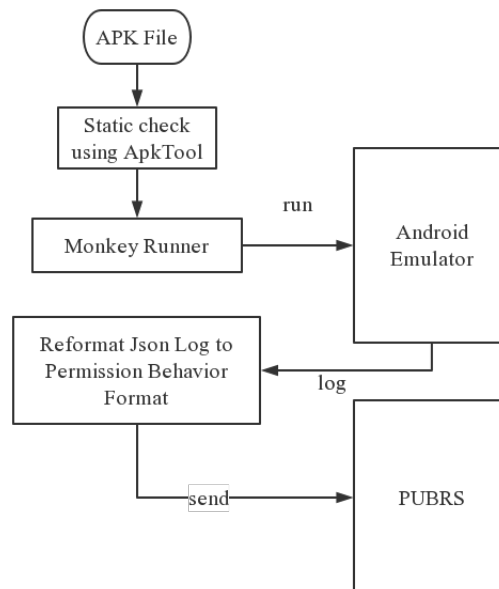 APK File
Static check
using ApkTool
run
Monkey Runner
Android
Emulator
Reformat Json Log to
Permission Behavior
Format
log
send
PUBRS